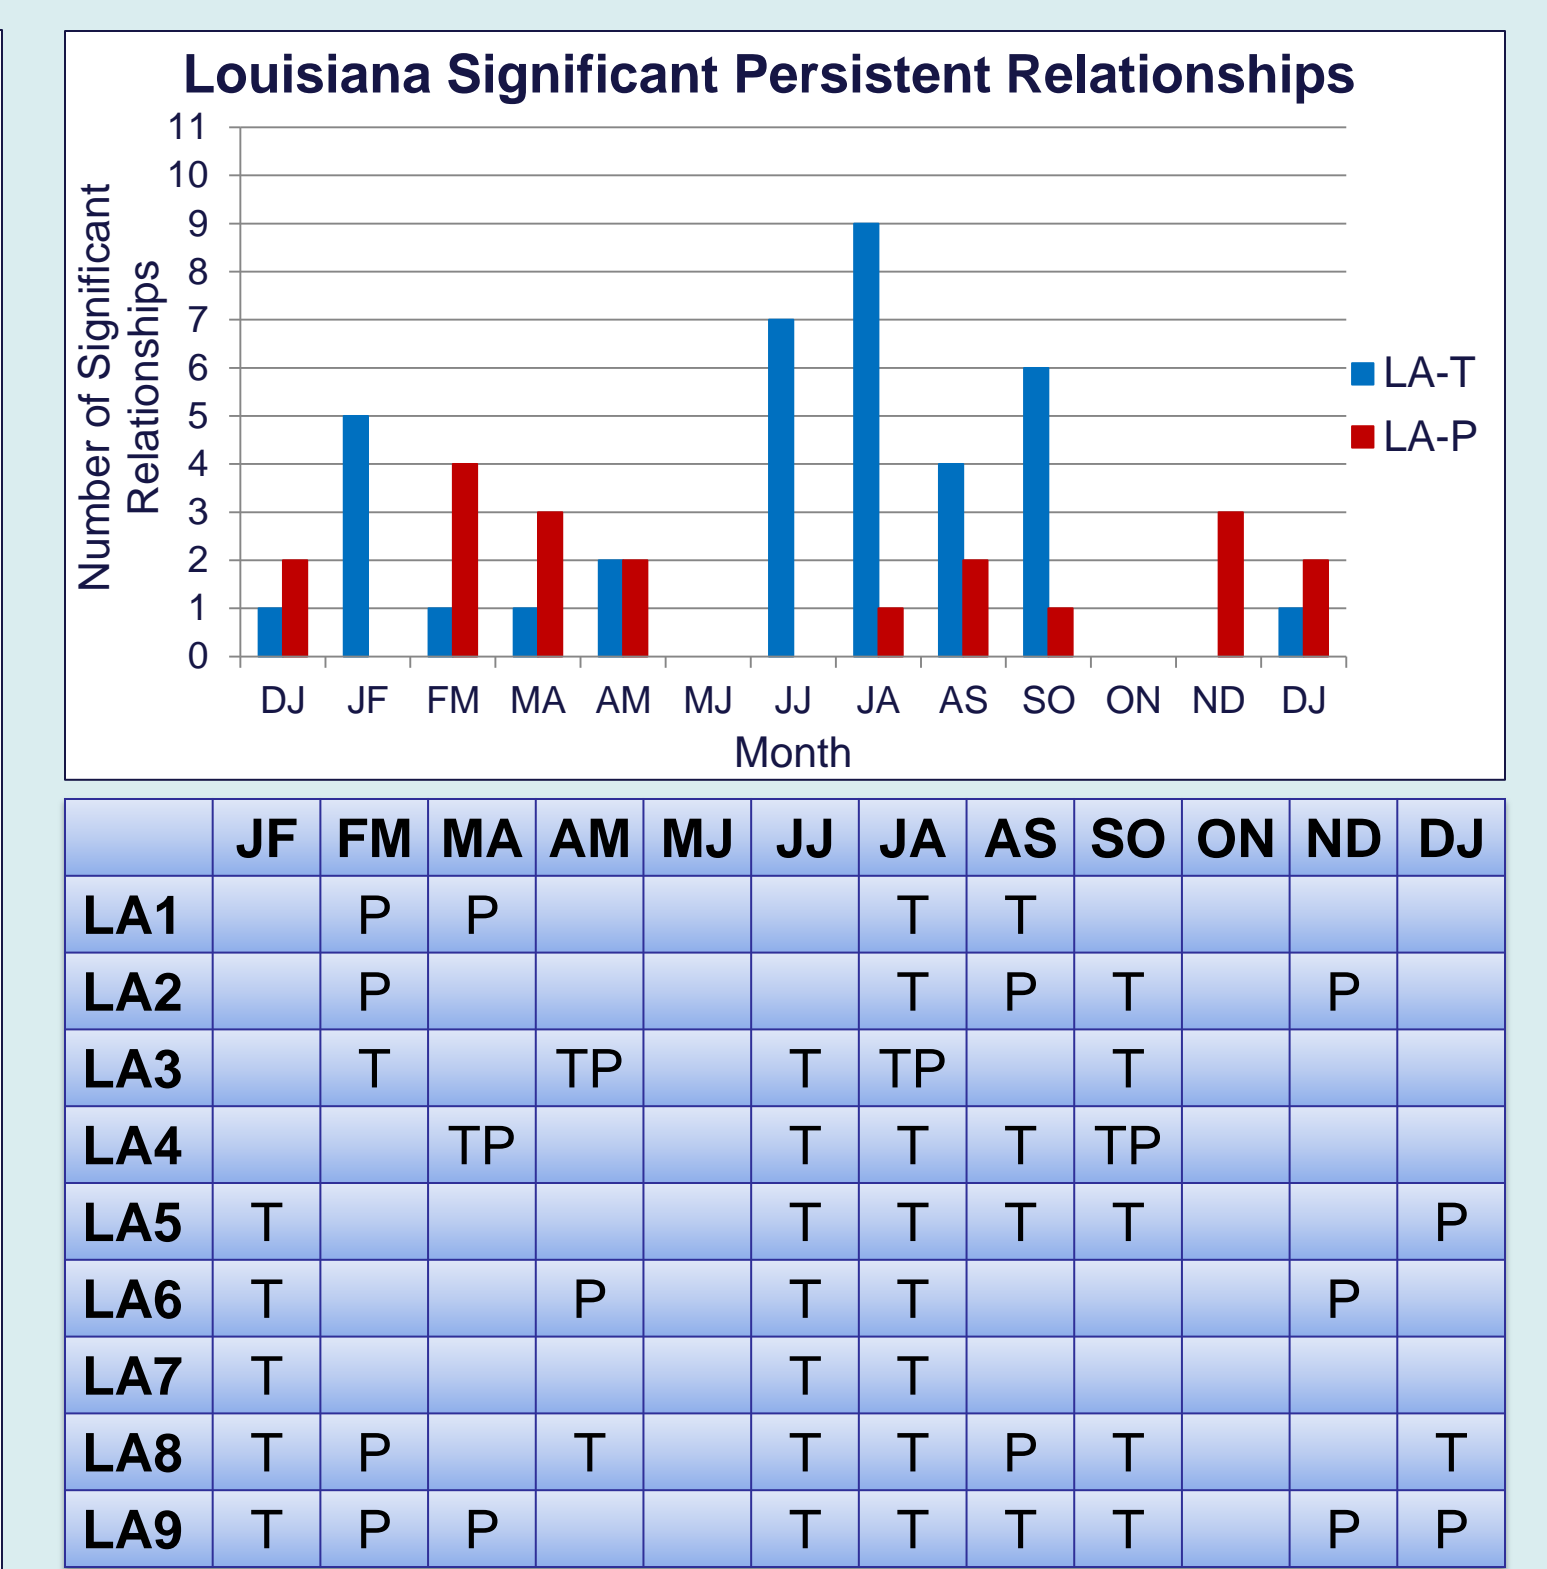 Louisiana Significant Persistent Relationships
11
10
9
8
7
6
5
4
3
2
1
0
Number of Significant
Relationships
DJ JF FM MA AM MJ JJ JA AS SO ON ND DJ
Month
LA-T
LA-P
JF FM MA AM MJ JJ JA AS SO ON ND DJ
LA1 P P T T
LA2 P T P T P
LA3 T TP T TP T
LA4 TP T T T TP
LA5 T T T T T P
LA6 T P T T P
LA7 T T T
LA8 T P T T T P T T
LA9 T P P T T T T P P